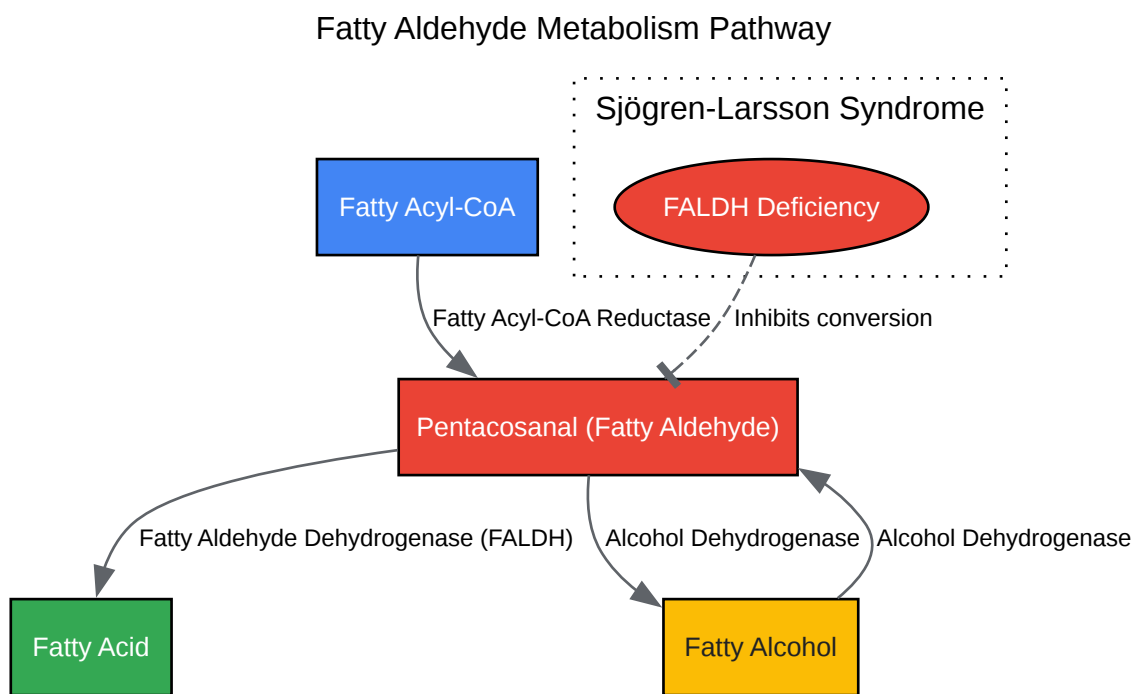 Fatty Aldehyde Metabolism Pathway
Sjögren-Larsson Syndrome
Fatty Acyl-CoA
FALDH Deficiency
Fatty Acyl-CoA Reductase
Inhibits conversion
Pentacosanal (Fatty Aldehyde)
Fatty Aldehyde Dehydrogenase (FALDH)
Alcohol Dehydrogenase
Alcohol Dehydrogenase
Fatty Acid
Fatty Alcohol